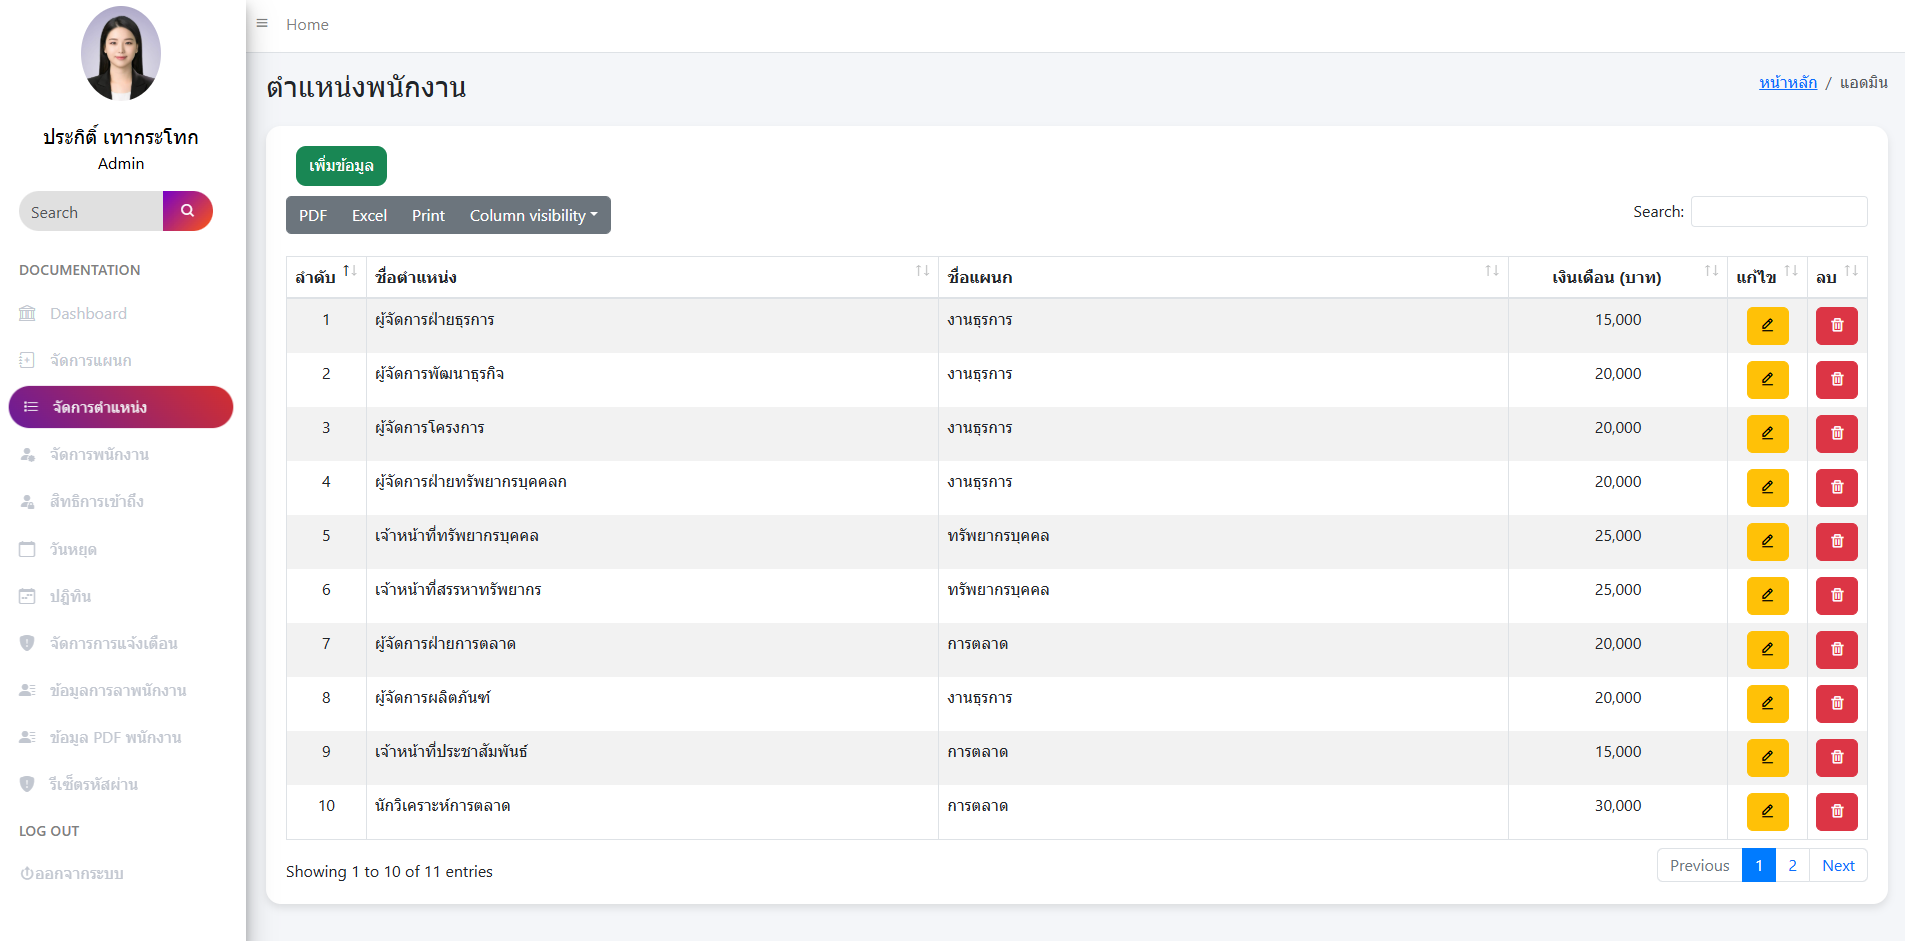 Home
ประกิติ์ เทากระโทก
Admin
Search
DOCUMENTATION
Dashboard
จัดการแผนก
จัดการตำแหน่ง
จัดการพนักงาน
สิทธิการเข้าถึง
วันหยุด
ปฏิทิน
จัดการการแจ้งเตือน
ข้อมูลการลาพนักงาน
ข้อมูล PDF พนักงาน
รีเซ็ตรหัสผ่าน
LOG OUT
ออกจากระบบ
ตำแหน่งพนักงาน
หน้าหลัก / แอดมิน
เพิ่มข้อมูล
PDF Excel Print Column visibility
Search:
ลำดับ ชื่อตำแหน่ง ชื่อแผนก เงินเดือน (บาท) แก้ไข ลบ
1 ผู้จัดการฝ่ายธุรการ งานธุรการ 15,000
2 ผู้จัดการพัฒนาธุรกิจ งานธุรการ 20,000
3 ผู้จัดการโครงการ งานธุรการ 20,000
4 ผู้จัดการฝ่ายทรัพยากรบุคคลก งานธุรการ 20,000
5 เจ้าหน้าที่ทรัพยากรบุคคล ทรัพยากรบุคคล 25,000
6 เจ้าหน้าที่สรรหาทรัพยากร ทรัพยากรบุคคล 25,000
7 ผู้จัดการฝ่ายการตลาด การตลาด 20,000
8 ผู้จัดการผลิตภันฑ์ งานธุรการ 20,000
9 เจ้าหน้าที่ประชาสัมพันธ์ การตลาด 15,000
10 นักวิเคราะห์การตลาด การตลาด 30,000
Showing 1 to 10 of 11 entries
Previous 1 2 Next